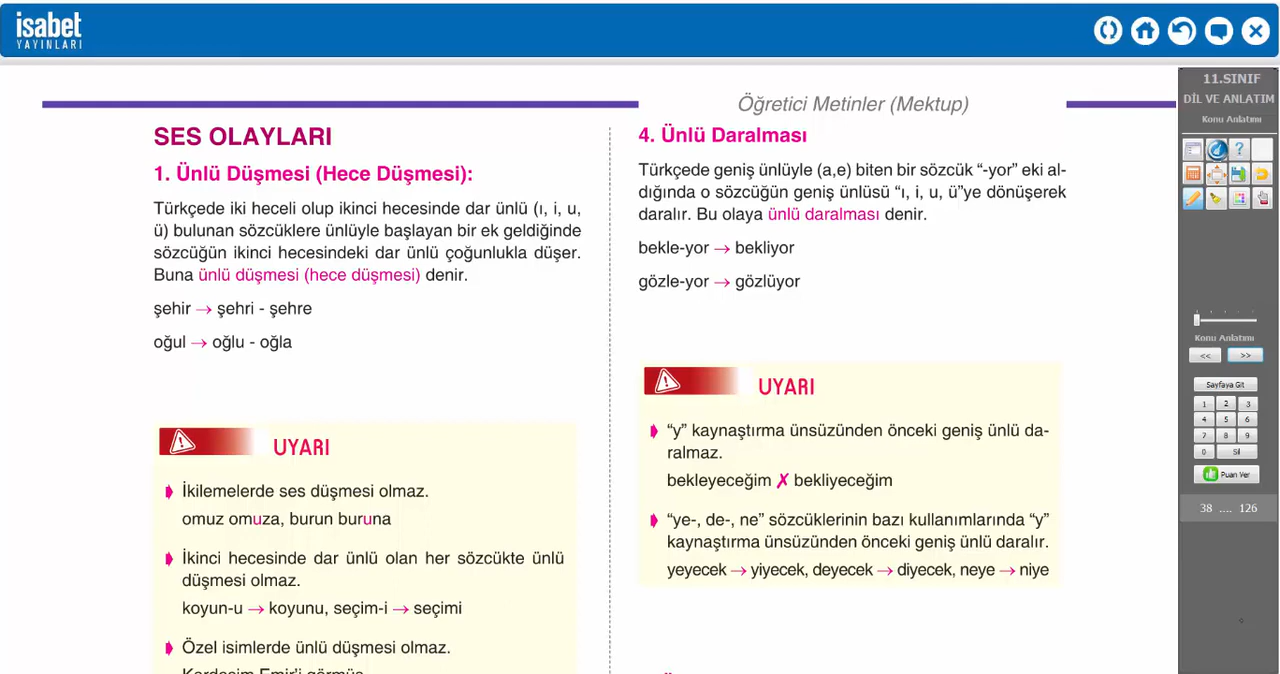 isabet
YAYINLARI
Öğretici Metinler (Mektup)
SES OLAYLARI
1. Ünlü Düşmesi (Hece Düşmesi):
Türkçede iki heceli olup ikinci hecesinde dar ünlü (ı, i, u,
ü) bulunan sözcüklere ünlüyle başlayan bir ek geldiğinde
sözcüğün ikinci hecesindeki dar ünlü çoğunlukla düşer.
Buna ünlü düşmesi (hece düşmesi) denir.
şehir → şehri - şehre
oğul → oğlu - oğla
UYARI
İkilemelerde ses düşmesi olmaz.
omuz omuza, burun buruna
İkinci hecesinde dar ünlü olan her sözcükte ünlü
düşmesi olmaz.
koyun-u → koyunu, seçim-i → seçimi
Özel isimlerde ünlü düşmesi olmaz.
Kardeşim Emir'i görmüş
4. Ünlü Daralması
Türkçede geniş ünlüyle (a,e) biten bir sözcük “-yor” eki al-
dığında o sözcüğün geniş ünlüsü “ı, i, u, ü”ye dönüşerek
daralır. Bu olaya ünlü daralması denir.
bekle-yor → bekliyor
gözle-yor → gözlüyor
UYARI
“y” kaynaştırma ünsüzünden önceki geniş ünlü da-
ralmaz.
bekleyeceğim ✗ bekliyeceğim
“ye-, de-, ne” sözcüklerinin bazı kullanımlarında “y”
kaynaştırma ünsüzünden önceki geniş ünlü daralır.
yeyecek → yiyecek, deyecek → diyecek, neye → niye
11.SINIF
DİL VE ANLATIM
Konu Anlatımı
?
Konu Anlatımı
<< >>
Sayfaya Git
1 2 3
4 5 6
7 8 9
0 Sil
Puan Ver
38 .... 126